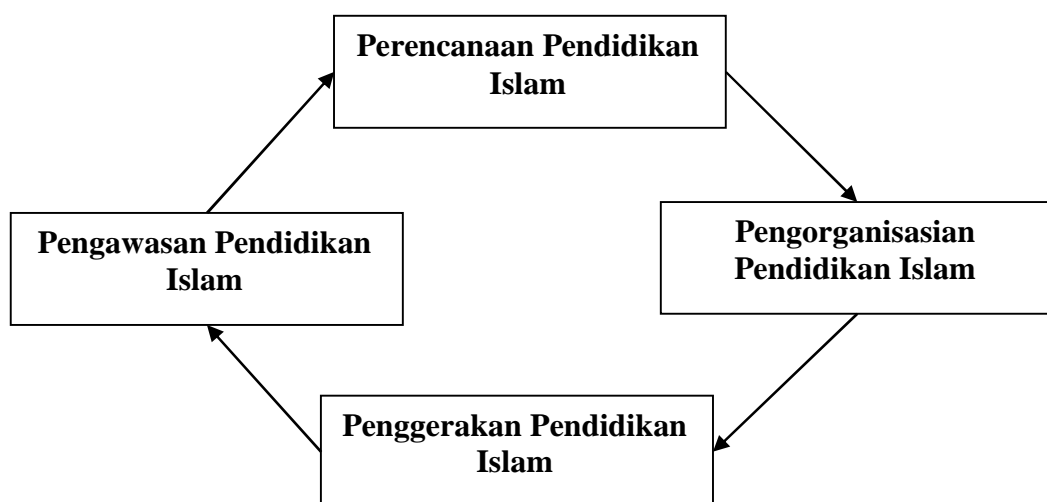 Perencanaan Pendidikan
Islam
Pengorganisasian
Pendidikan Islam
Penggerakan Pendidikan
Islam
Pengawasan Pendidikan
Islam